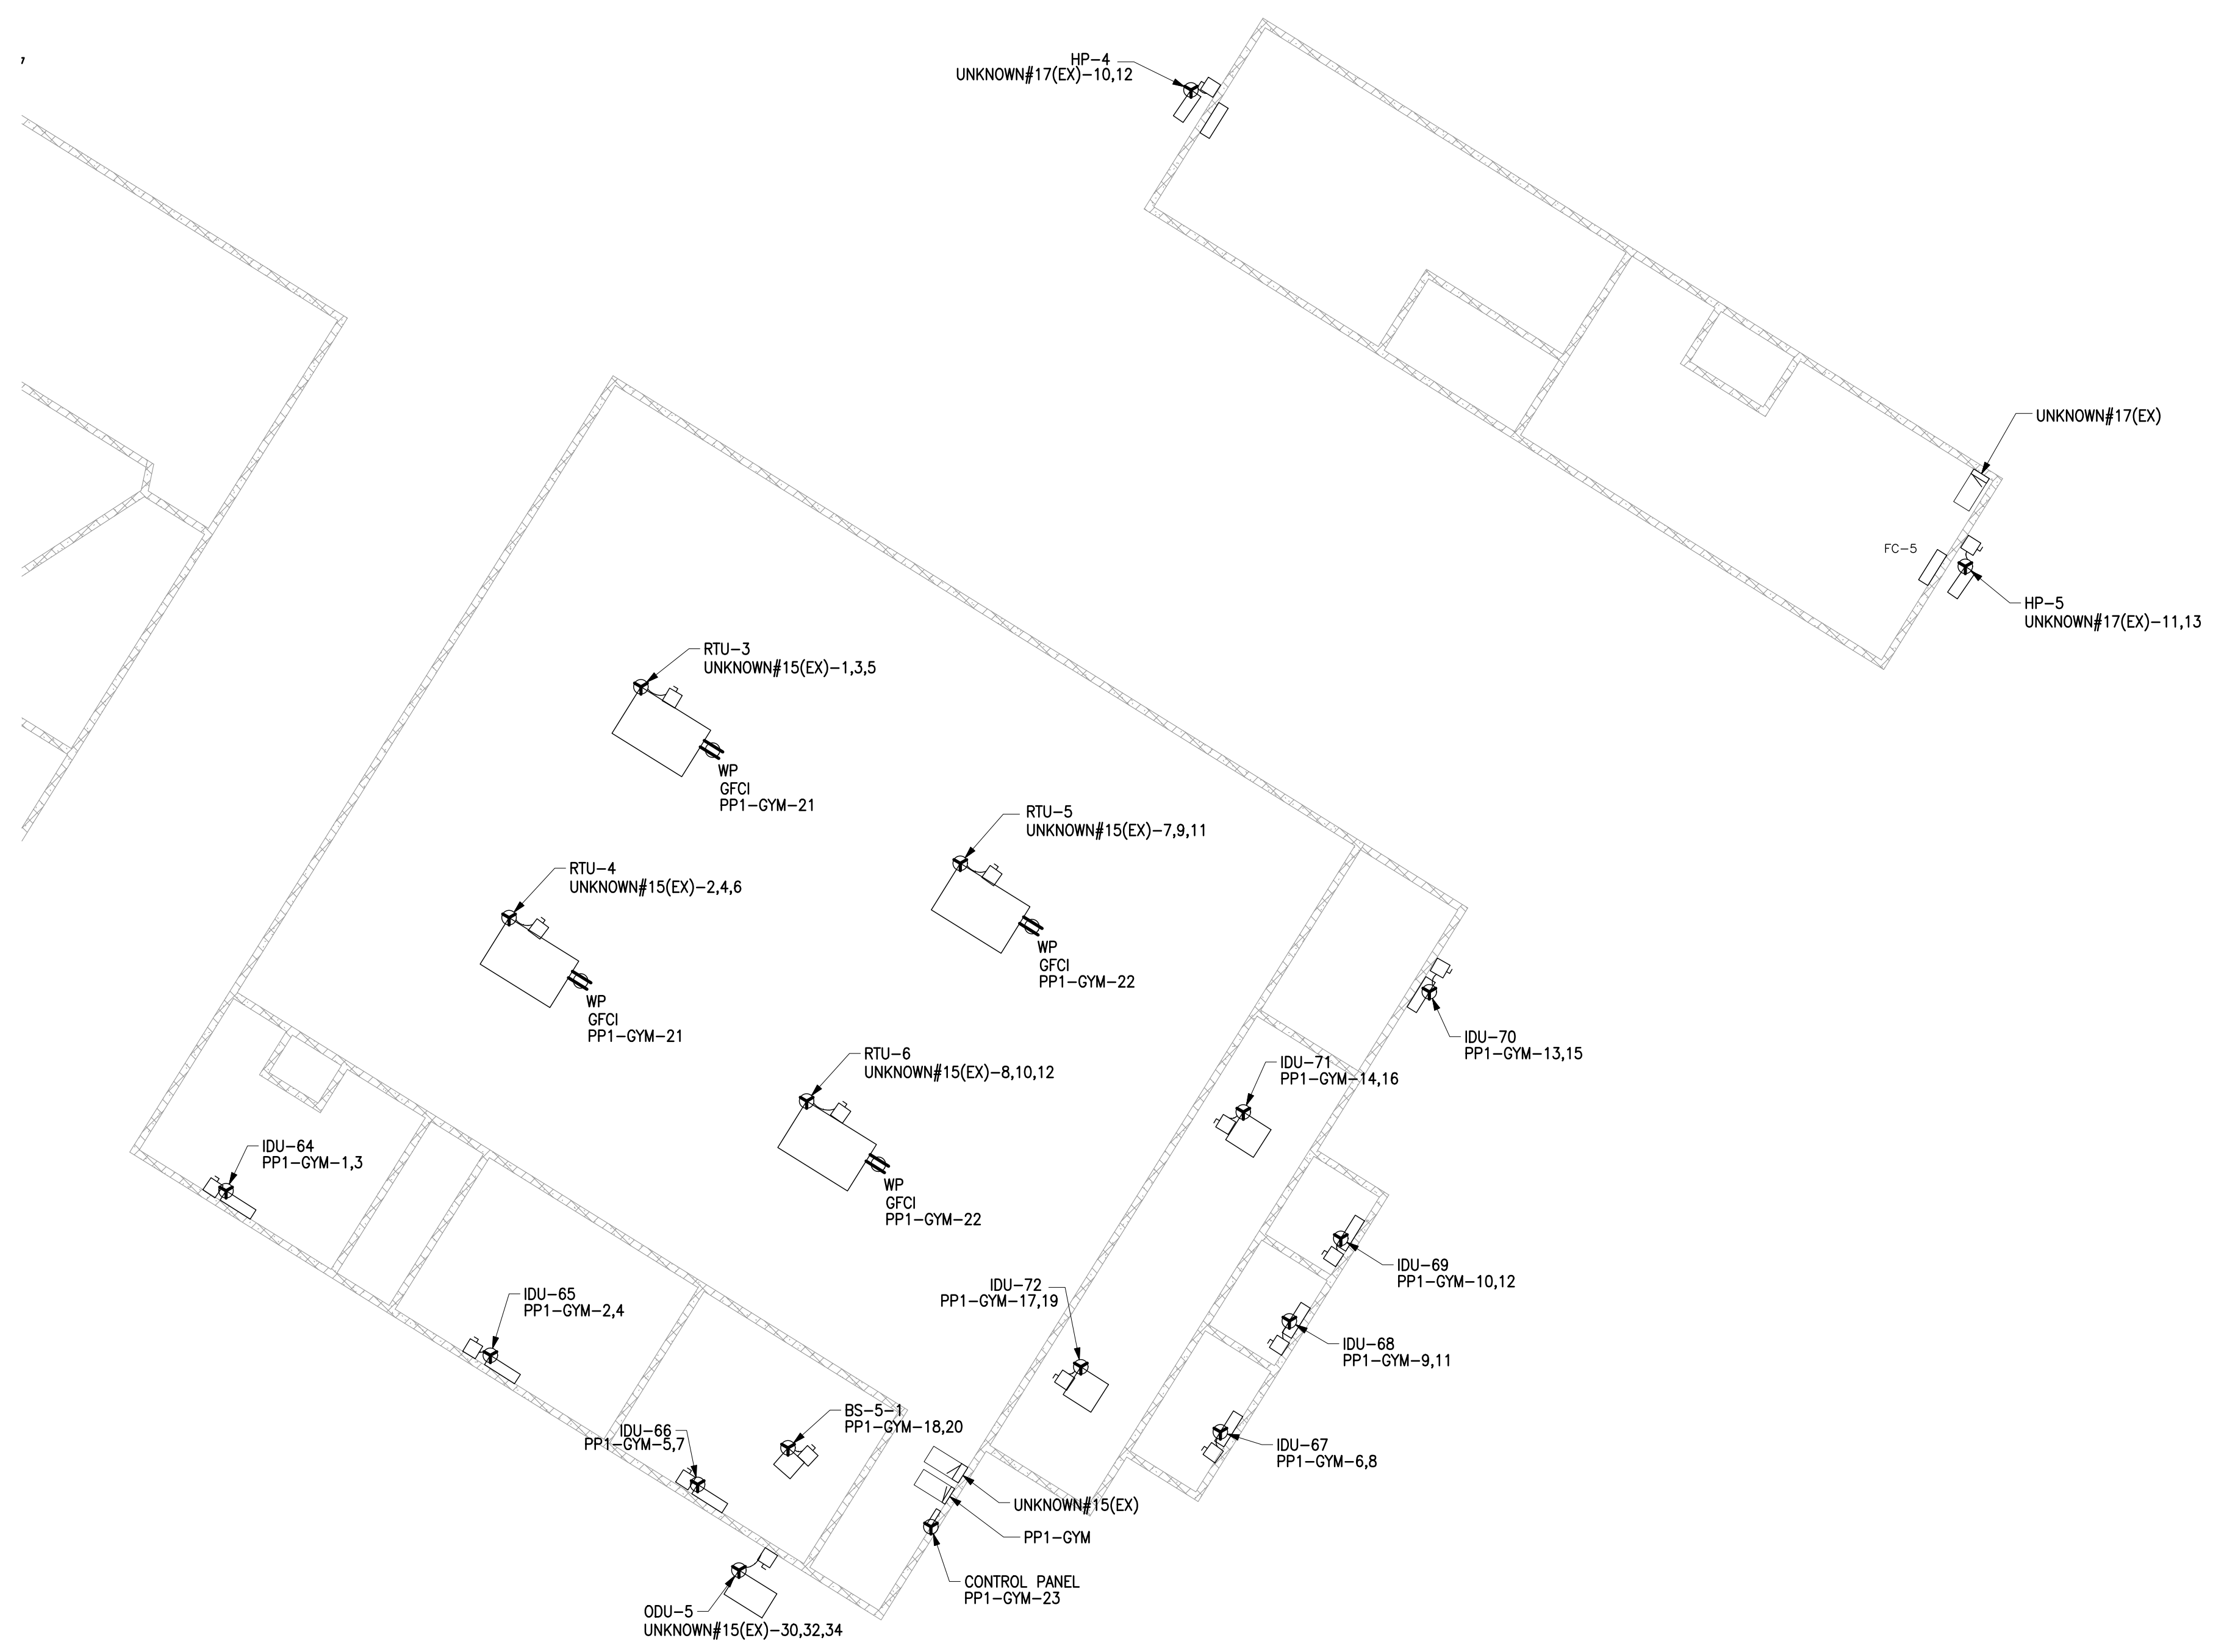 HP-4
UNKNOWN#17(EX)-10,12
UNKNOWN#17(EX)
FC-5
HP-5
UNKNOWN#17(EX)-11,13
RTU-3
UNKNOWN#15(EX)-1,3,5
WP
GFCI
PP1-GYM-21
RTU-5
UNKNOWN#15(EX)-7,9,11
WP
GFCI
PP1-GYM-22
RTU-4
UNKNOWN#15(EX)-2,4,6
WP
GFCI
PP1-GYM-21
RTU-6
UNKNOWN#15(EX)-8,10,12
WP
GFCI
PP1-GYM-22
IDU-70
PP1-GYM-13,15
IDU-71
PP1-GYM-14,16
IDU-64
PP1-GYM-1,3
IDU-69
PP1-GYM-10,12
IDU-72
PP1-GYM-17,19
IDU-65
PP1-GYM-2,4
IDU-68
PP1-GYM-9,11
BS-5-1
PP1-GYM-18,20
IDU-66
PP1-GYM-5,7
IDU-67
PP1-GYM-6,8
UNKNOWN#15(EX)
PP1-GYM
CONTROL PANEL
PP1-GYM-23
ODU-5
UNKNOWN#15(EX)-30,32,34